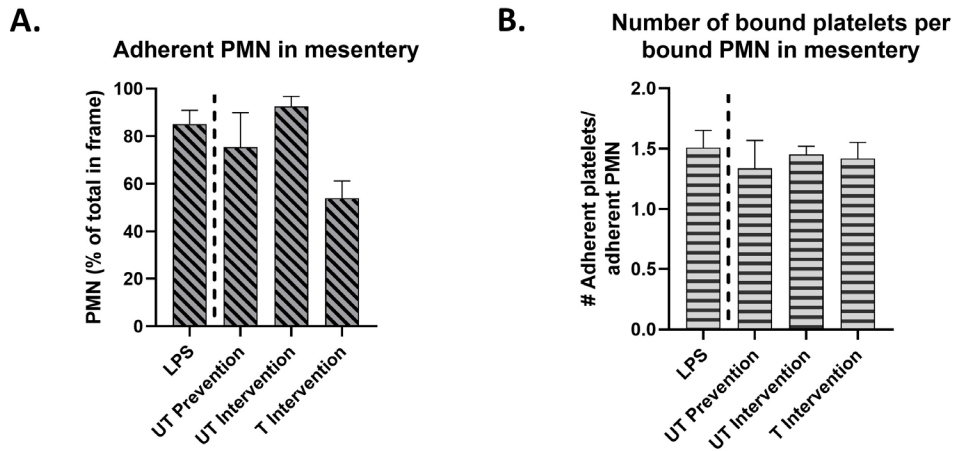 A.
Adherent PMN in mesentery
PMN (% of total in frame)
100
80
60
40
20
0
LPS
UT Prevention
UT Intervention
T Intervention
B.
Number of bound platelets per
bound PMN in mesentery
# Adherent platelets/
adherent PMN
2.0
1.5
1.0
0.5
0.0
LPS
UT Prevention
UT Intervention
T Intervention